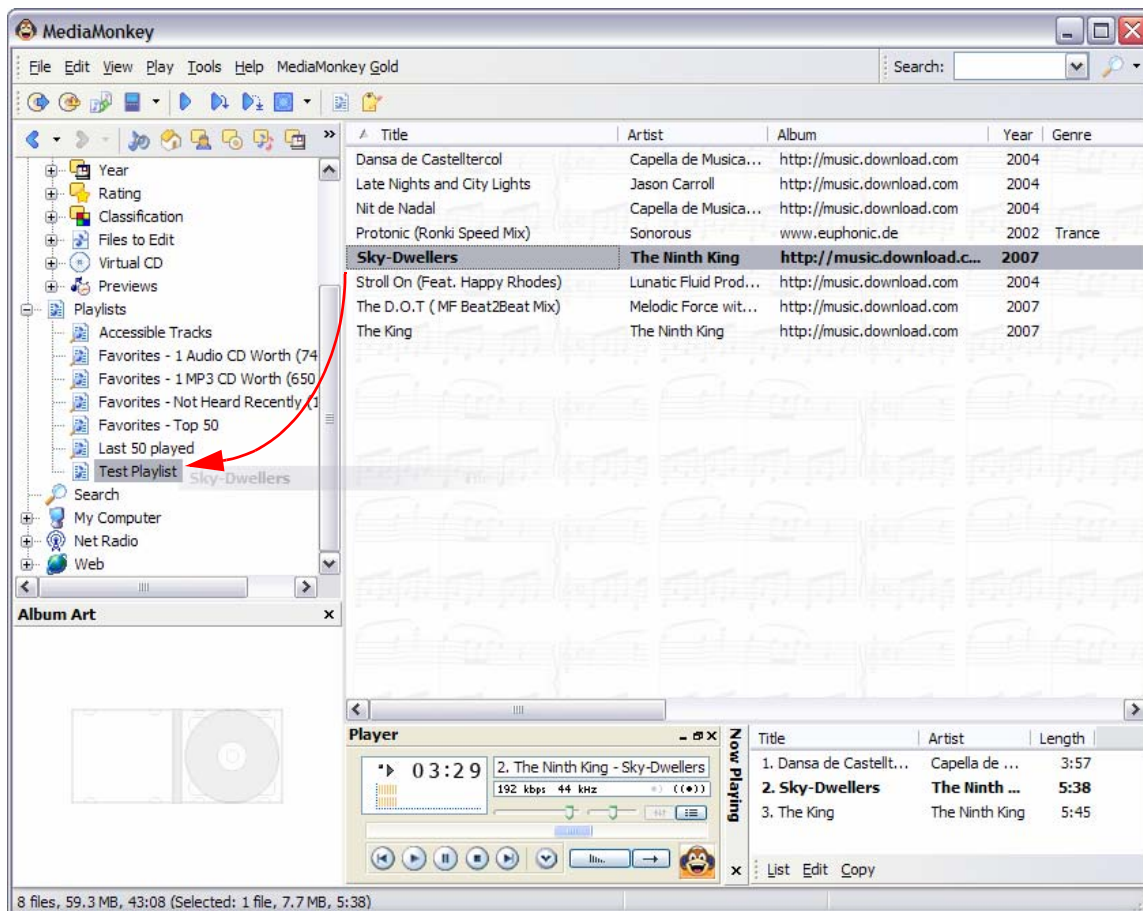 MediaMonkey
File Edit View Play Tools Help MediaMonkey Gold Search:
Title Artist Album Year Genre
Dansa de Castelltercol Capella de Musica... http://music.download.com 2004
Late Nights and City Lights Jason Carroll http://music.download.com 2004
Nit de Nadal Capella de Musica... http://music.download.com 2004
Protonic (Ronki Speed Mix) Sonorous www.euphonic.de 2002 Trance
Sky-Dwellers The Ninth King http://music.download.c... 2007
Stroll On (Feat. Happy Rhodes) Lunatic Fluid Prod... http://music.download.com 2004
The D.O.T ( MF Beat2Beat Mix) Melodic Force wit... http://music.download.com 2007
The King The Ninth King http://music.download.com 2007
Year
Rating
Classification
Files to Edit
Virtual CD
Previews
Playlists
Accessible Tracks
Favorites - 1 Audio CD Worth (74
Favorites - 1 MP3 CD Worth (650
Favorites - Not Heard Recently (1
Favorites - Top 50
Last 50 played
Test Playlist
Sky-Dwellers
Search
My Computer
Net Radio
Web
Album Art
Player
03:29
2. The Ninth King - Sky-Dwellers
192 kbps 44 kHz
Now Playing
Title Artist Length
1. Dansa de Castellt... Capella de ... 3:57
2. Sky-Dwellers The Ninth ... 5:38
3. The King The Ninth King 5:45
List Edit Copy
8 files, 59.3 MB, 43:08 (Selected: 1 file, 7.7 MB, 5:38)